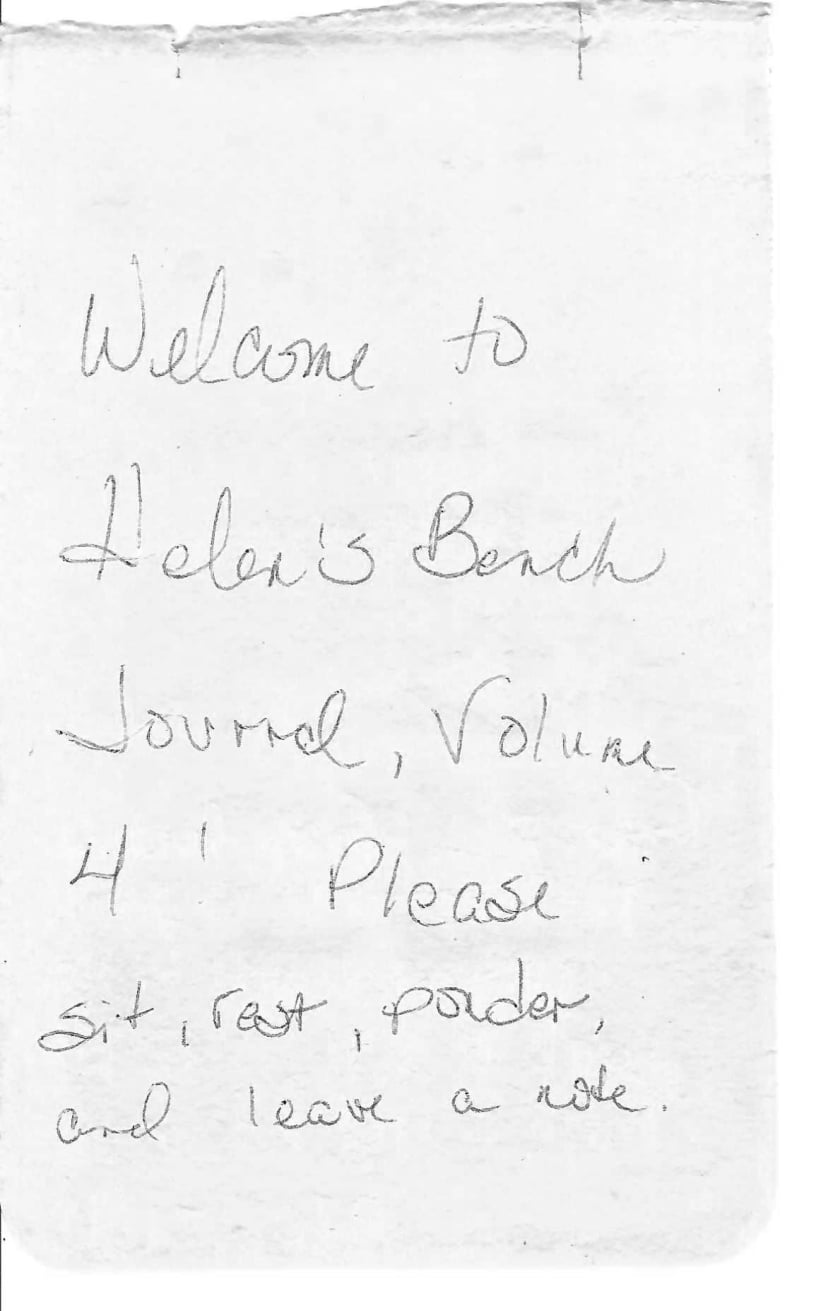 Welcome to
Helen's Bench
Journal, Volume
4! Please
sit, rest, ponder,
and leave a note.